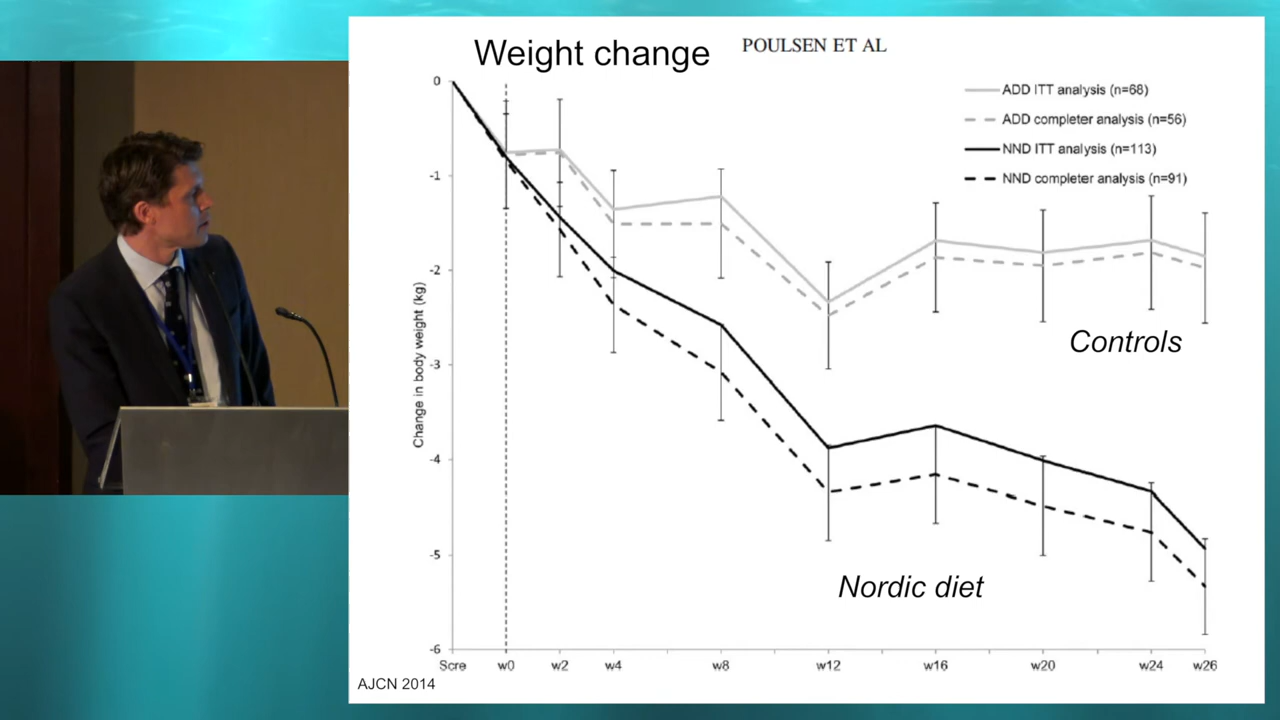 Weight change
POULSEN ET AL
ADD ITT analysis (n=68)
ADD completer analysis (n=56)
NND ITT analysis (n=113)
NND completer analysis (n=91)
Change in body weight (kg)
0
-1
-2
-3
-4
-5
-6
Controls
Nordic diet
Scre w0 w2 w4 w8 w12 w16 w20 w24 w26
AJCN 2014